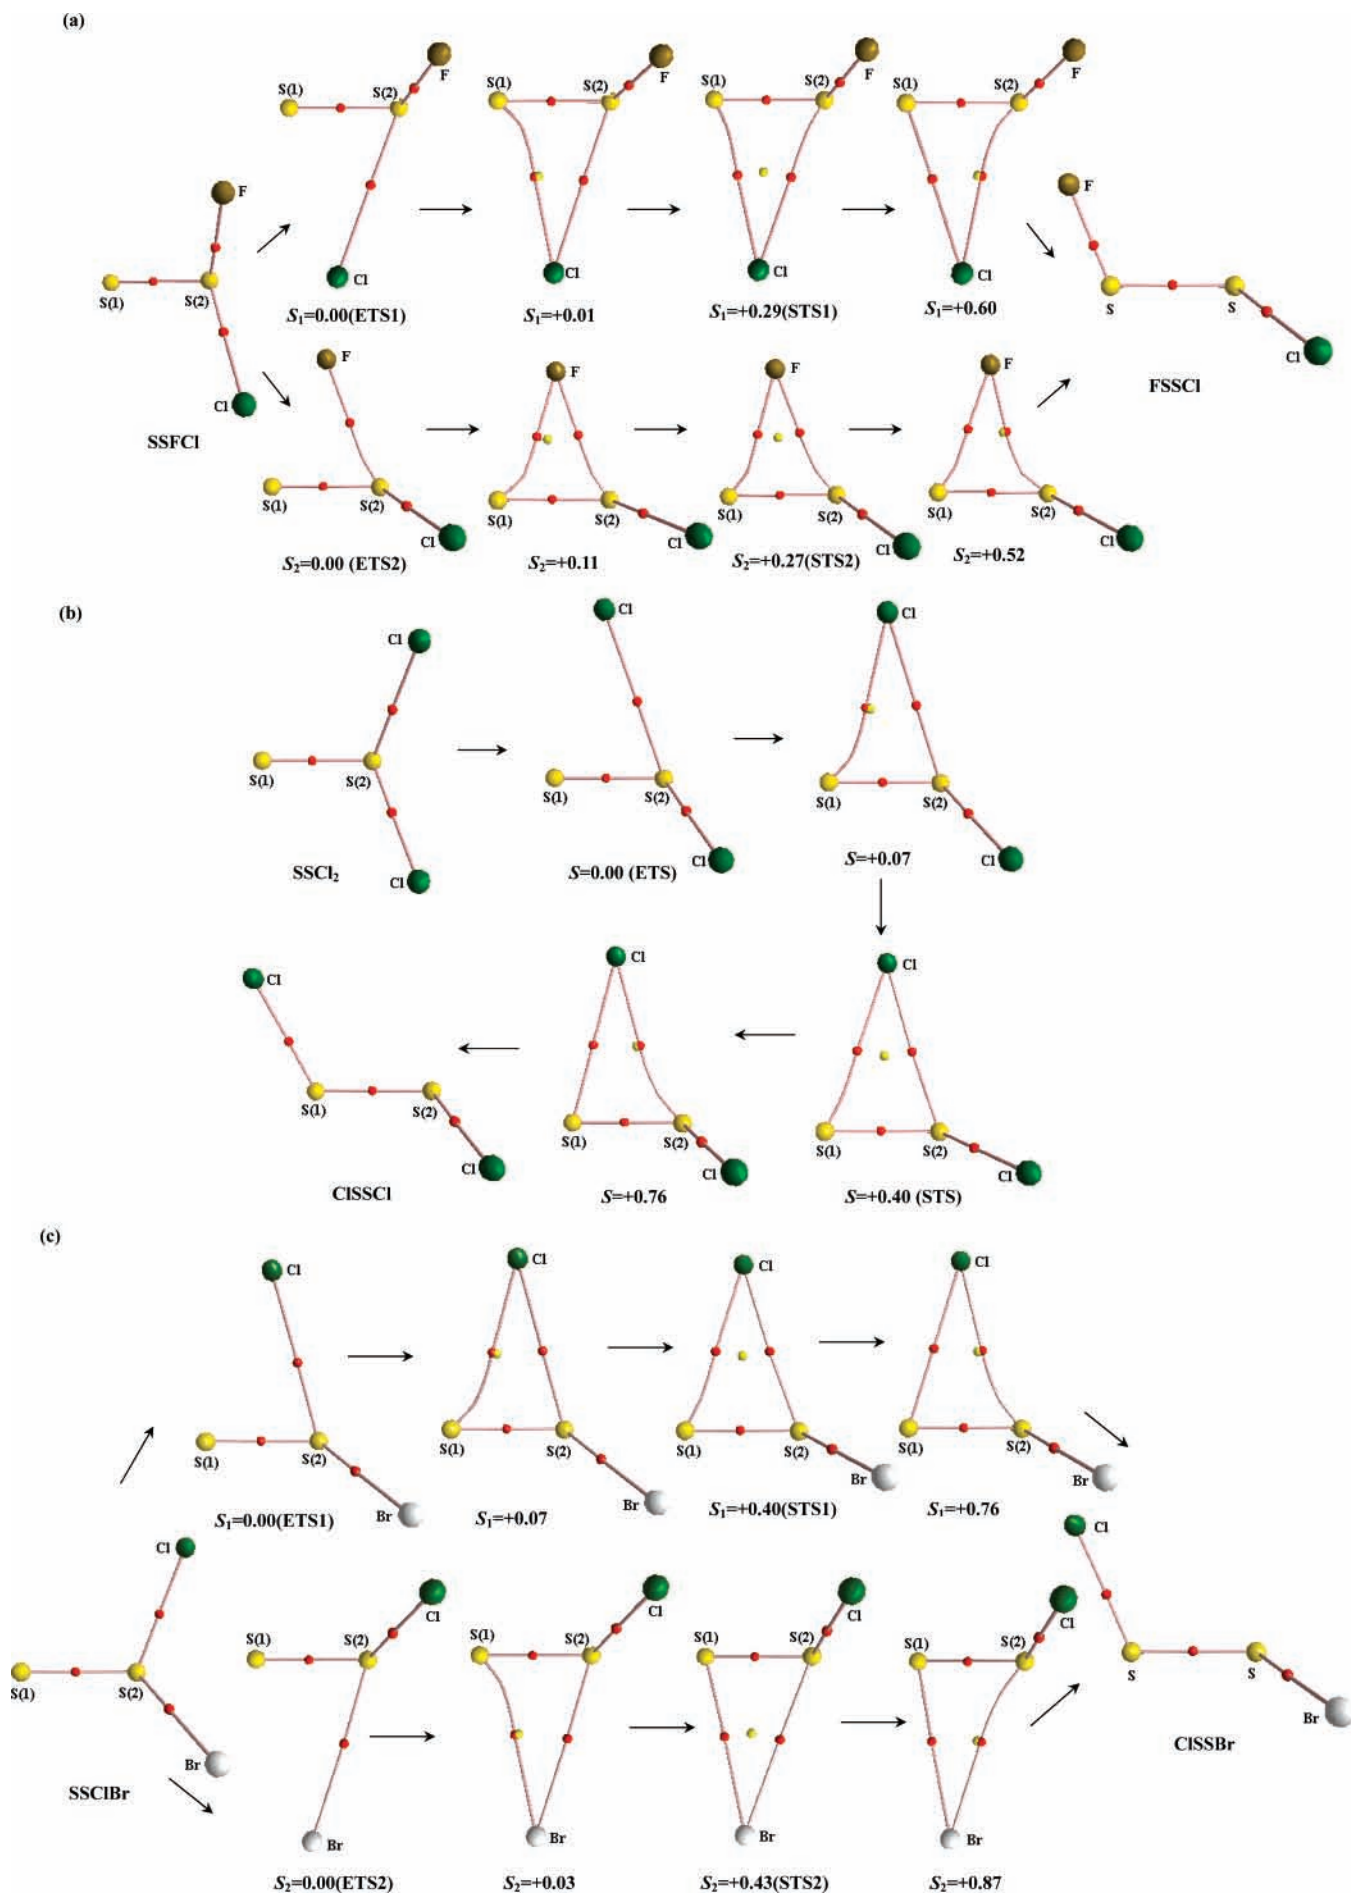 (a)
F
S(1)
S(2)
Cl
S₁=0.00(ETS1)
S(1)
S(2)
F
Cl
S₁=+0.01
S(1)
S(2)
F
Cl
S₁=+0.29(STS1)
S(1)
S(2)
F
Cl
S₁=+0.60
F
S(1)
S(2)
Cl
SSFCl
F
S
S
Cl
FSSCl
F
S(1)
S(2)
Cl
S₂=0.00 (ETS2)
F
S(1)
S(2)
Cl
S₂=+0.11
F
S(1)
S(2)
Cl
S₂=+0.27(STS2)
F
S(1)
S(2)
Cl
S₂=+0.52
(b)
Cl
S(1)
S(2)
Cl
SSCl₂
Cl
S(1)
S(2)
Cl
S=0.00 (ETS)
Cl
S(1)
S(2)
Cl
S=+0.07
Cl
S(1)
S(2)
Cl
ClSSCl
Cl
S(1)
S(2)
Cl
S=+0.76
Cl
S(1)
S(2)
Cl
S=+0.40 (STS)
(c)
Cl
S(1)
S(2)
Br
S₁=0.00(ETS1)
Cl
S(1)
S(2)
Br
S₁=+0.07
Cl
S(1)
S(2)
Br
S₁=+0.40(STS1)
Cl
S(1)
S(2)
Br
S₁=+0.76
Cl
S(1)
S(2)
Br
SSClBr
Cl
S
S
Br
ClSSBr
Cl
S(1)
S(2)
Br
S₂=0.00(ETS2)
Cl
S(1)
S(2)
Br
S₂=+0.03
Cl
S(1)
S(2)
Br
S₂=+0.43(STS2)
Cl
S(1)
S(2)
Br
S₂=+0.87